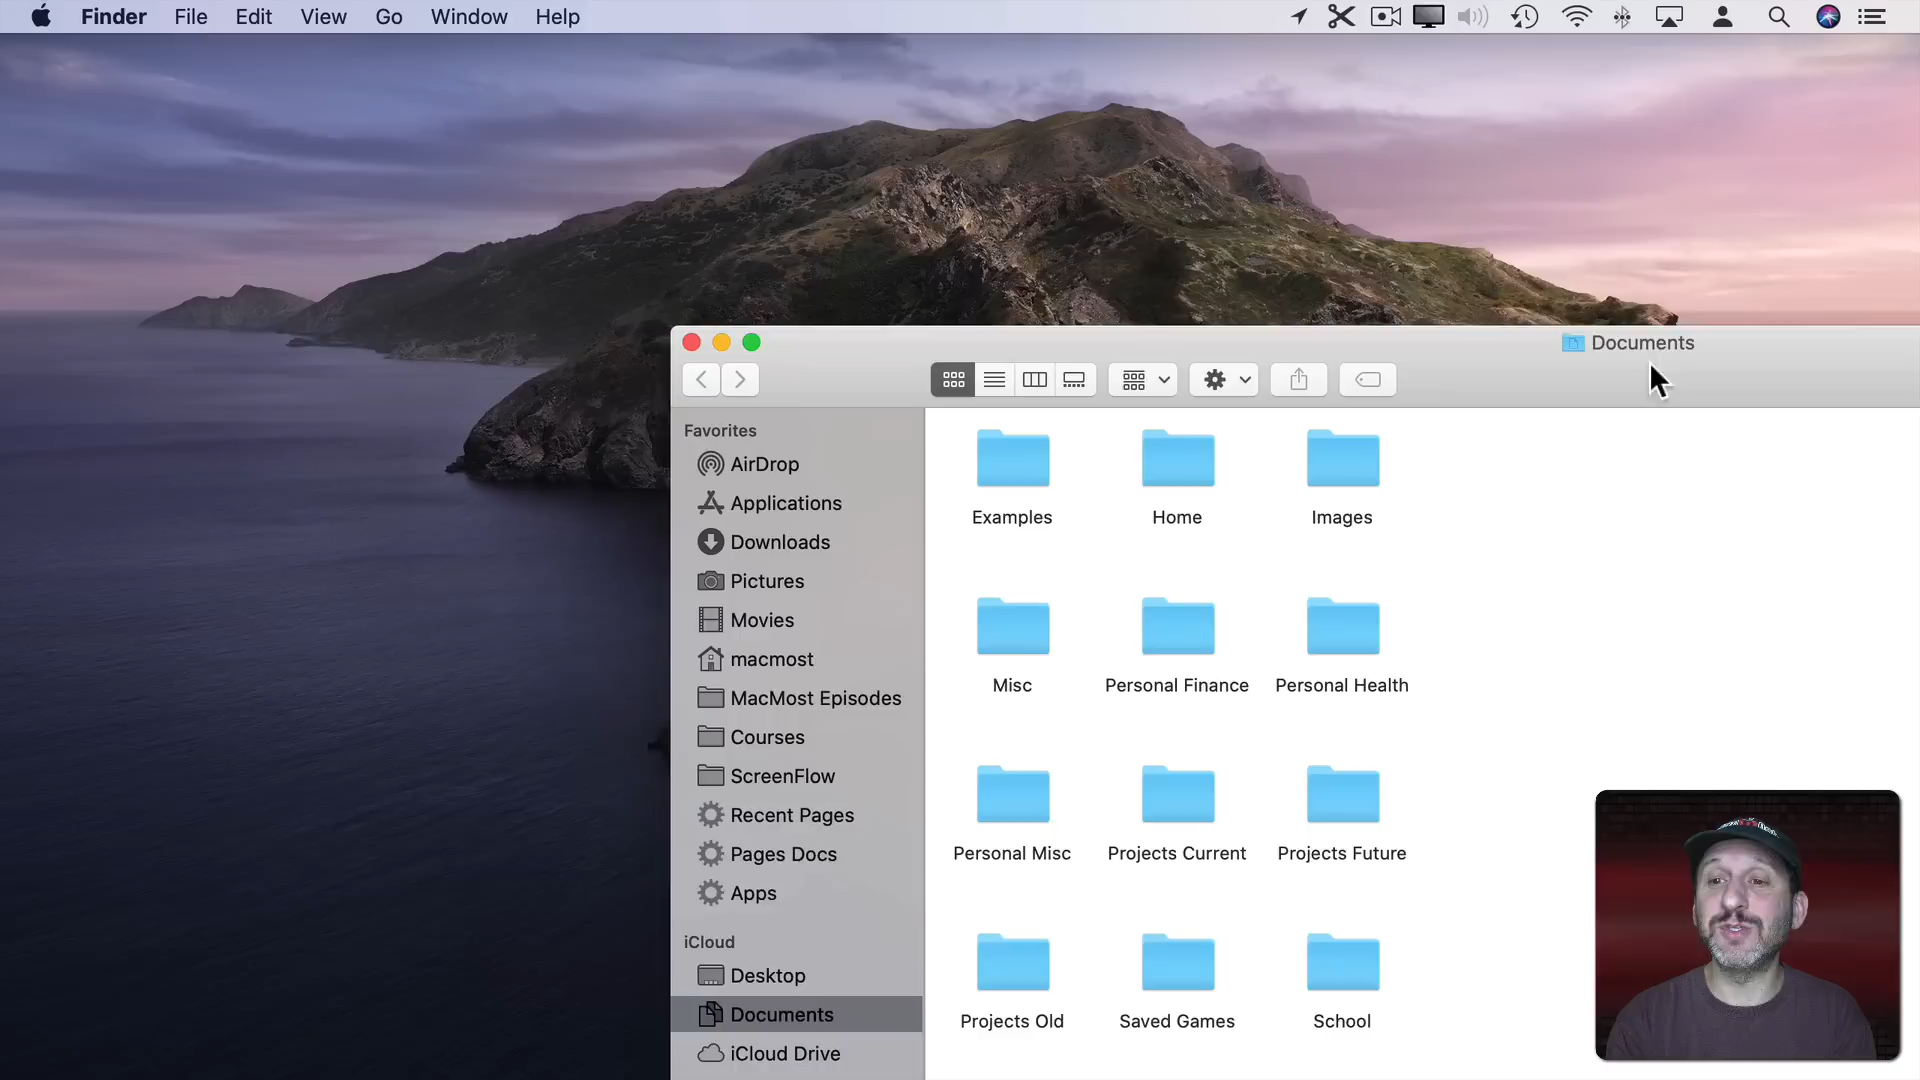 Finder File Edit View Go Window Help
Documents
Favorites
AirDrop
Applications
Downloads
Pictures
Movies
macmost
MacMost Episodes
Courses
ScreenFlow
Recent Pages
Pages Docs
Apps
iCloud
Desktop
Documents
iCloud Drive
Examples Home Images
Misc Personal Finance Personal Health
Personal Misc Projects Current Projects Future
Projects Old Saved Games School